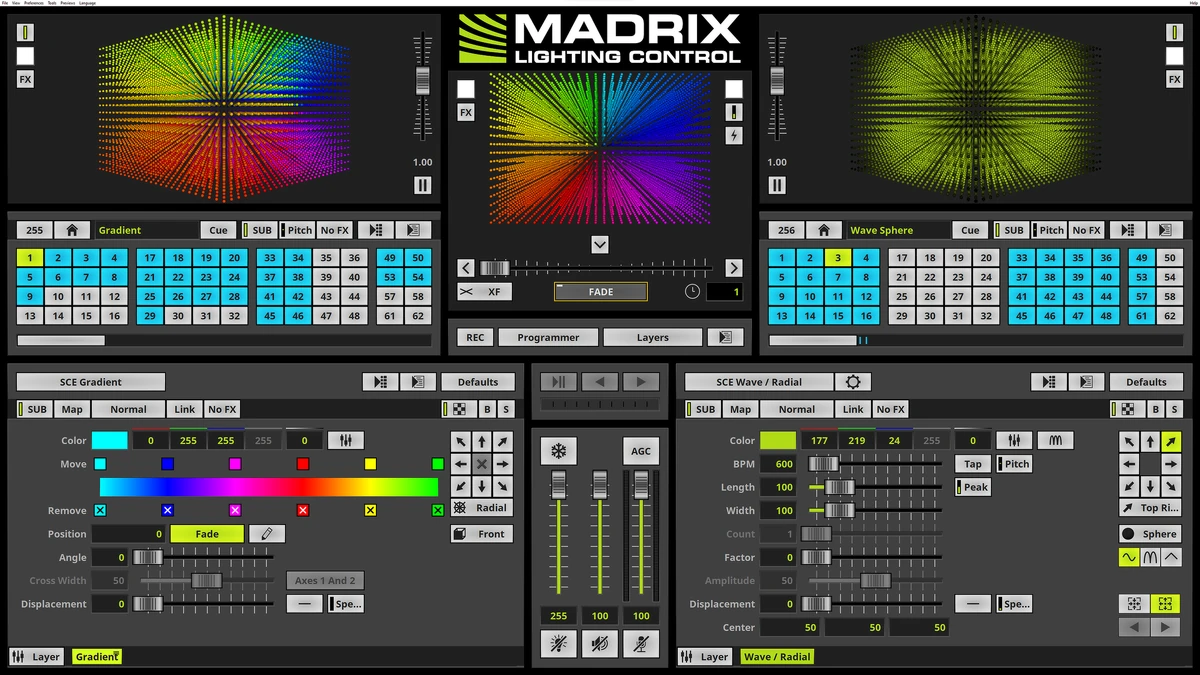 File View Preferences Tools Previews Language Help
MADRIX
LIGHTING CONTROL
FX FX FX
1.00 1.00
255 Gradient Cue SUB Pitch No FX
1 2 3 4 17 18 19 20 33 34 35 36 49 50
5 6 7 8 21 22 23 24 37 38 39 40 53 54
9 10 11 12 25 26 27 28 41 42 43 44 57 58
13 14 15 16 29 30 31 32 45 46 47 48 61 62
XF FADE 1
REC Programmer Layers
256 Wave Sphere Cue SUB Pitch No FX
1 2 3 4 17 18 19 20 33 34 35 36 49 50
5 6 7 8 21 22 23 24 37 38 39 40 53 54
9 10 11 12 25 26 27 28 41 42 43 44 57 58
13 14 15 16 29 30 31 32 45 46 47 48 61 62
SCE Gradient Defaults
SUB Map Normal Link No FX B S
Color 0 255 255 255 0
Move
Remove
Radial
Position 0 Fade Front
Angle 0
Cross Width 50 Axes 1 And 2
Displacement 0 Spe...
Layer Gradient
AGC
255 100 100
SCE Wave / Radial Defaults
SUB Map Normal Link No FX B S
Color 177 219 24 255 0
BPM 600 Tap Pitch
Length 100 Peak
Width 100 Top Ri...
Count 1 Sphere
Factor 0
Amplitude 50
Displacement 0 Spe...
Center 50 50 50
Layer Wave / Radial